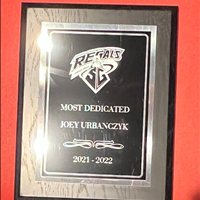 REGALS
MOST DEDICATED
JOEY URBANCZYK
2021 - 2022